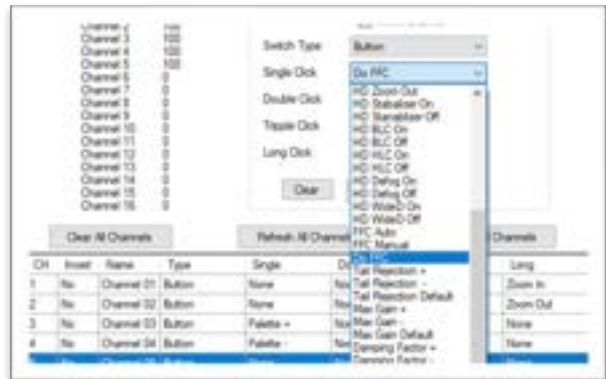 Channel 2 100
Channel 3 100
Channel 4 100
Channel 5 100
Channel 6 0
Channel 7 0
Channel 8 0
Channel 9 0
Channel 10 0
Channel 11 0
Channel 12 0
Channel 13 0
Channel 14 0
Channel 15 0
Channel 16 0
Switch Type Button
Single Click Do FFC
Double Click
Tripple Click
Long Click
Clear
HD Zoom Out
HD Stabalizer On
HD Stanablizer Off
HD BLC On
HD BLC Off
HD HLC On
HD HLC Off
HD Defog On
HD Defog Off
HD WideD On
HD WideD Off
FFC Auto
FFC Manual
Do FFC
Tail Rejection +
Tail Rejection -
Tail Rejection Default
Max Gain +
Max Gain -
Max Gain Default
Damping Factor +
Damping Factor -
Clear All Channels
Refresh All Channels
Channels
CH Invert Name Type Single Long
1 No Channel 01 Button None Zoom In
2 No Channel 02 Button None Zoom Out
3 No Channel 03 Button Palette + None
4 No Channel 04 Button Palette - None